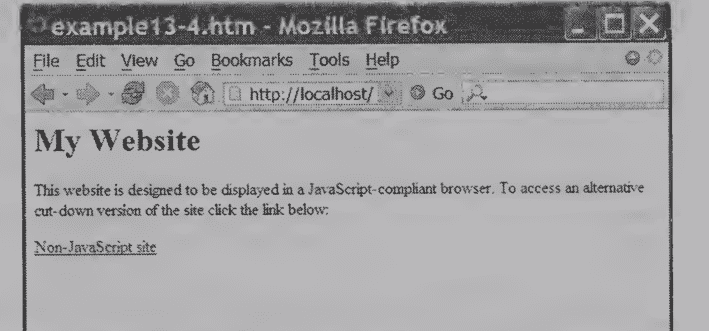 example13-4.htm - Mozilla Firefox
File Edit View Go Bookmarks Tools Help
http://localhost/ Go
My Website
This website is designed to be displayed in a JavaScript-compliant browser. To access an alternative
cut-down version of the site click the link below:
Non-JavaScript site